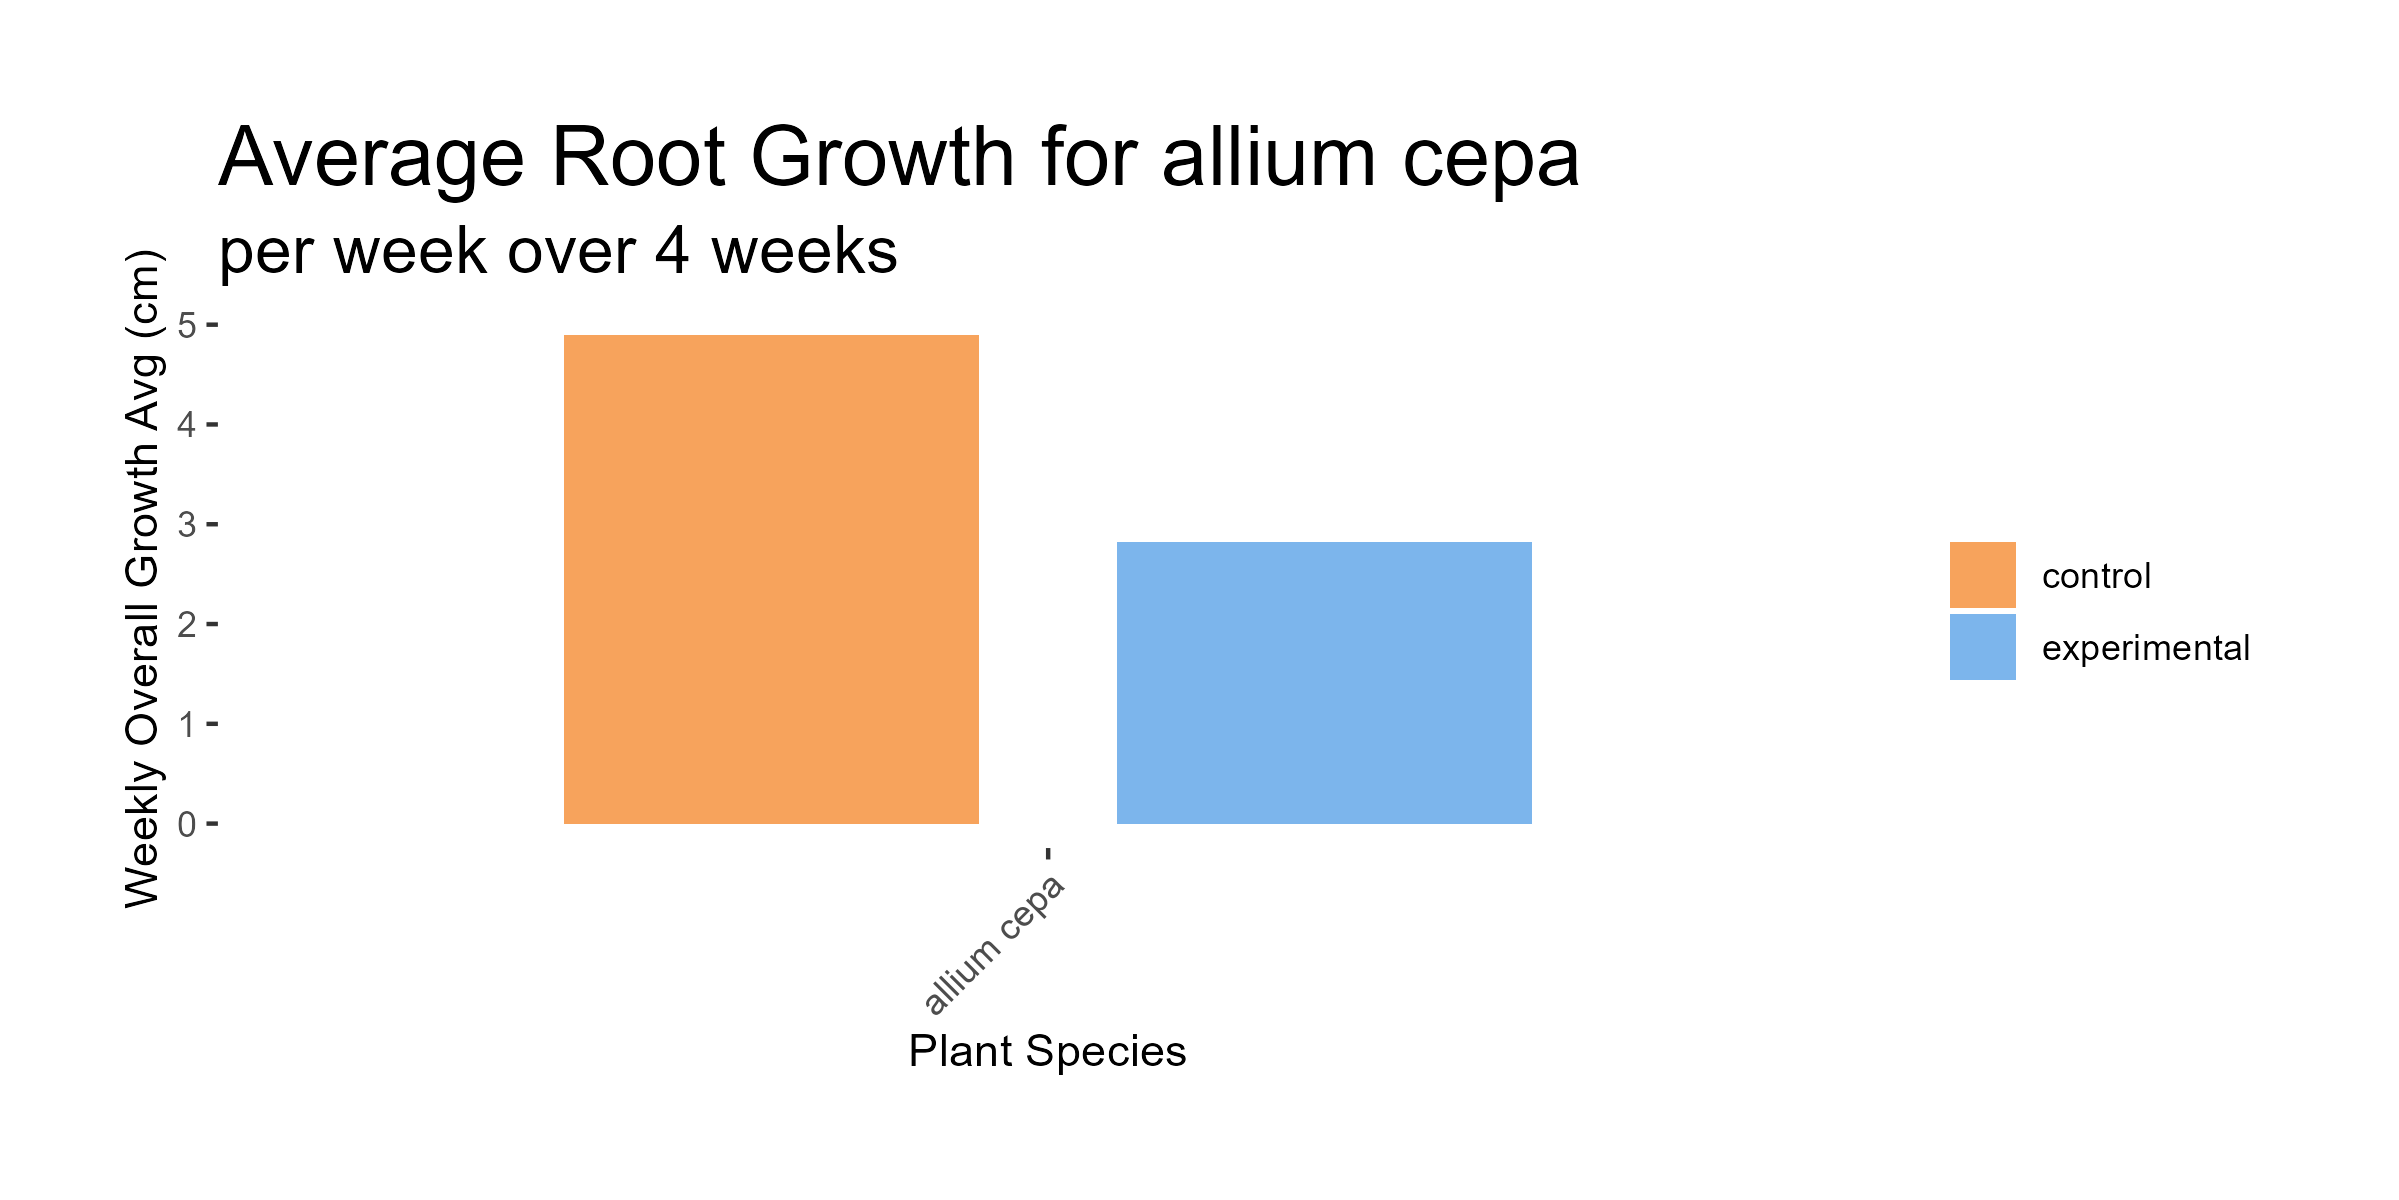 Average Root Growth for allium cepa
per week over 4 weeks
Weekly Overall Growth Avg (cm)
5
4
3
2
1
0
allium cepa
Plant Species
control
experimental